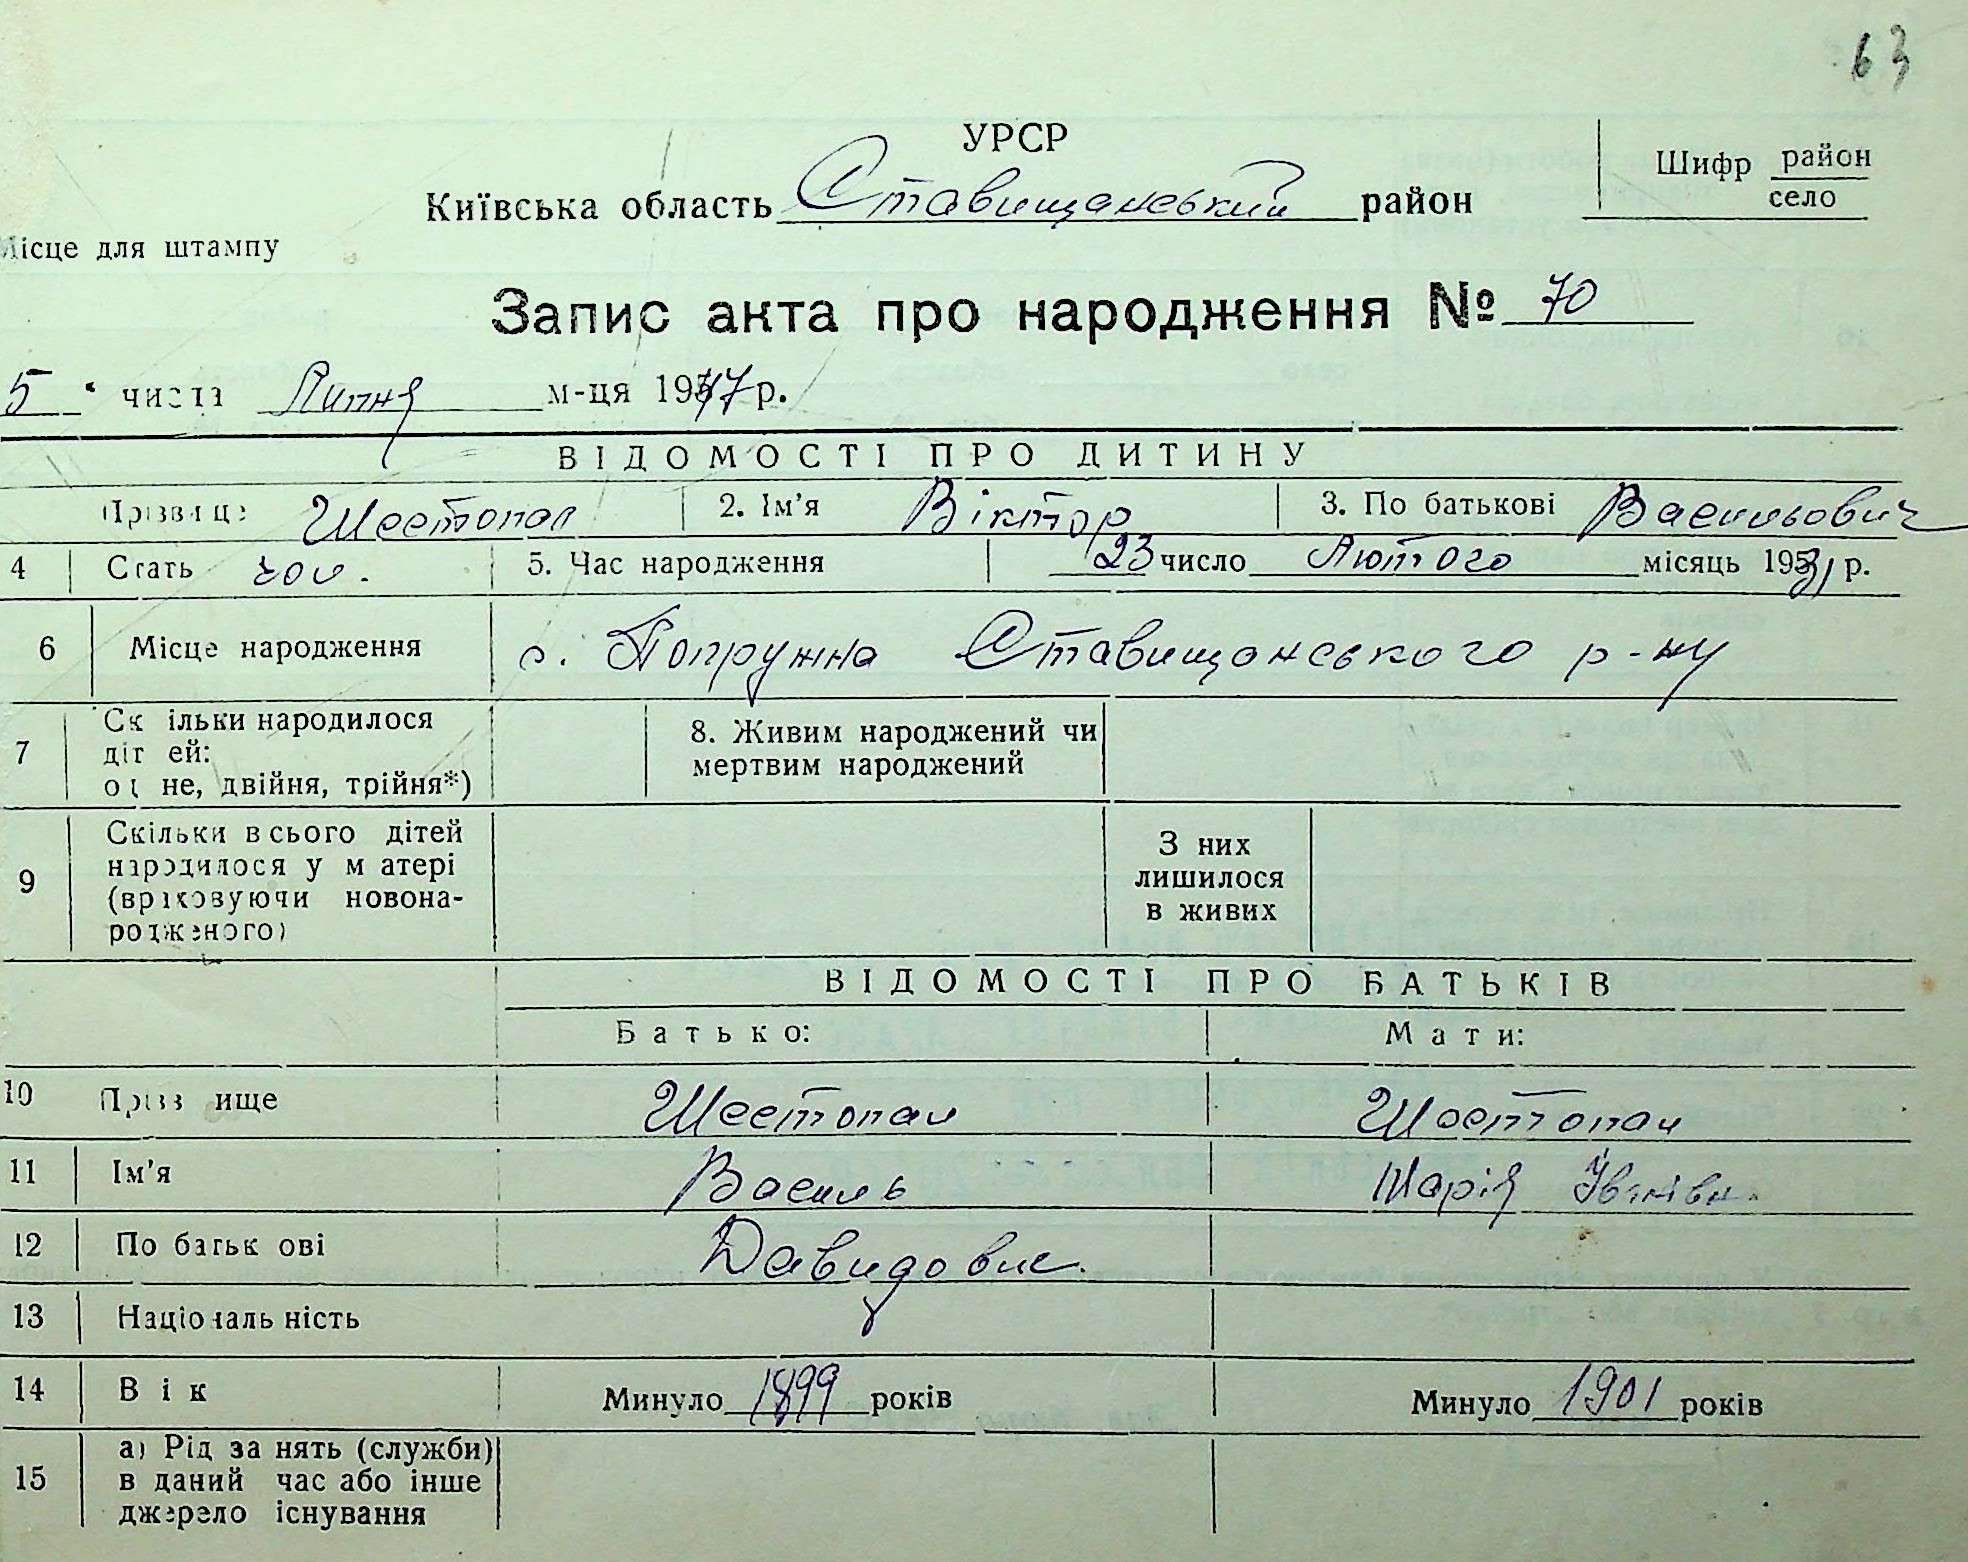 63
УРСР
Шифр район
село
Київська область Ставищанський район
Місце для штампу
Запис акта про народження № 70
5 " числа Липня м-ця 1947 р.
ВІДОМОСТІ ПРО ДИТИНУ
Прізвище Шестопал 2. Ім'я Віктор 3. По батькові Васильович
4 Стать чол. 5. Час народження 23 число Лютого місяць 1931 р.
6 Місце народження с. Попружна Ставищанського р-ну
7 Скільки народилося дітей: одне, двійня, трійня*) 8. Живим народжений чи мертвим народжений
9 Скільки всього дітей народилося у матері (враховуючи новонародженого) З них лишилося в живих
ВІДОМОСТІ ПРО БАТЬКІВ
Батько: Мати:
10 Прізвище Шестопал Шестопал
11 Ім'я Василь Марія Іванівн.
12 По батькові Давидович.
13 Національність
14 Вік Минуло 1899 років Минуло 1901 років
15 а) Рід занять (служби) в даний час або інше джерело існування